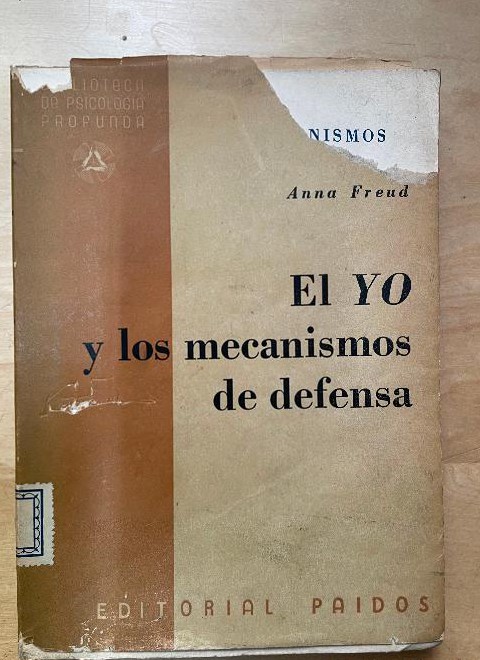 BIBLIOTECA
DE PSICOLOGIA
PROFUNDA
NISMOS
Anna Freud
El YO
y los mecanismos
de defensa
EDITORIAL PAIDOS